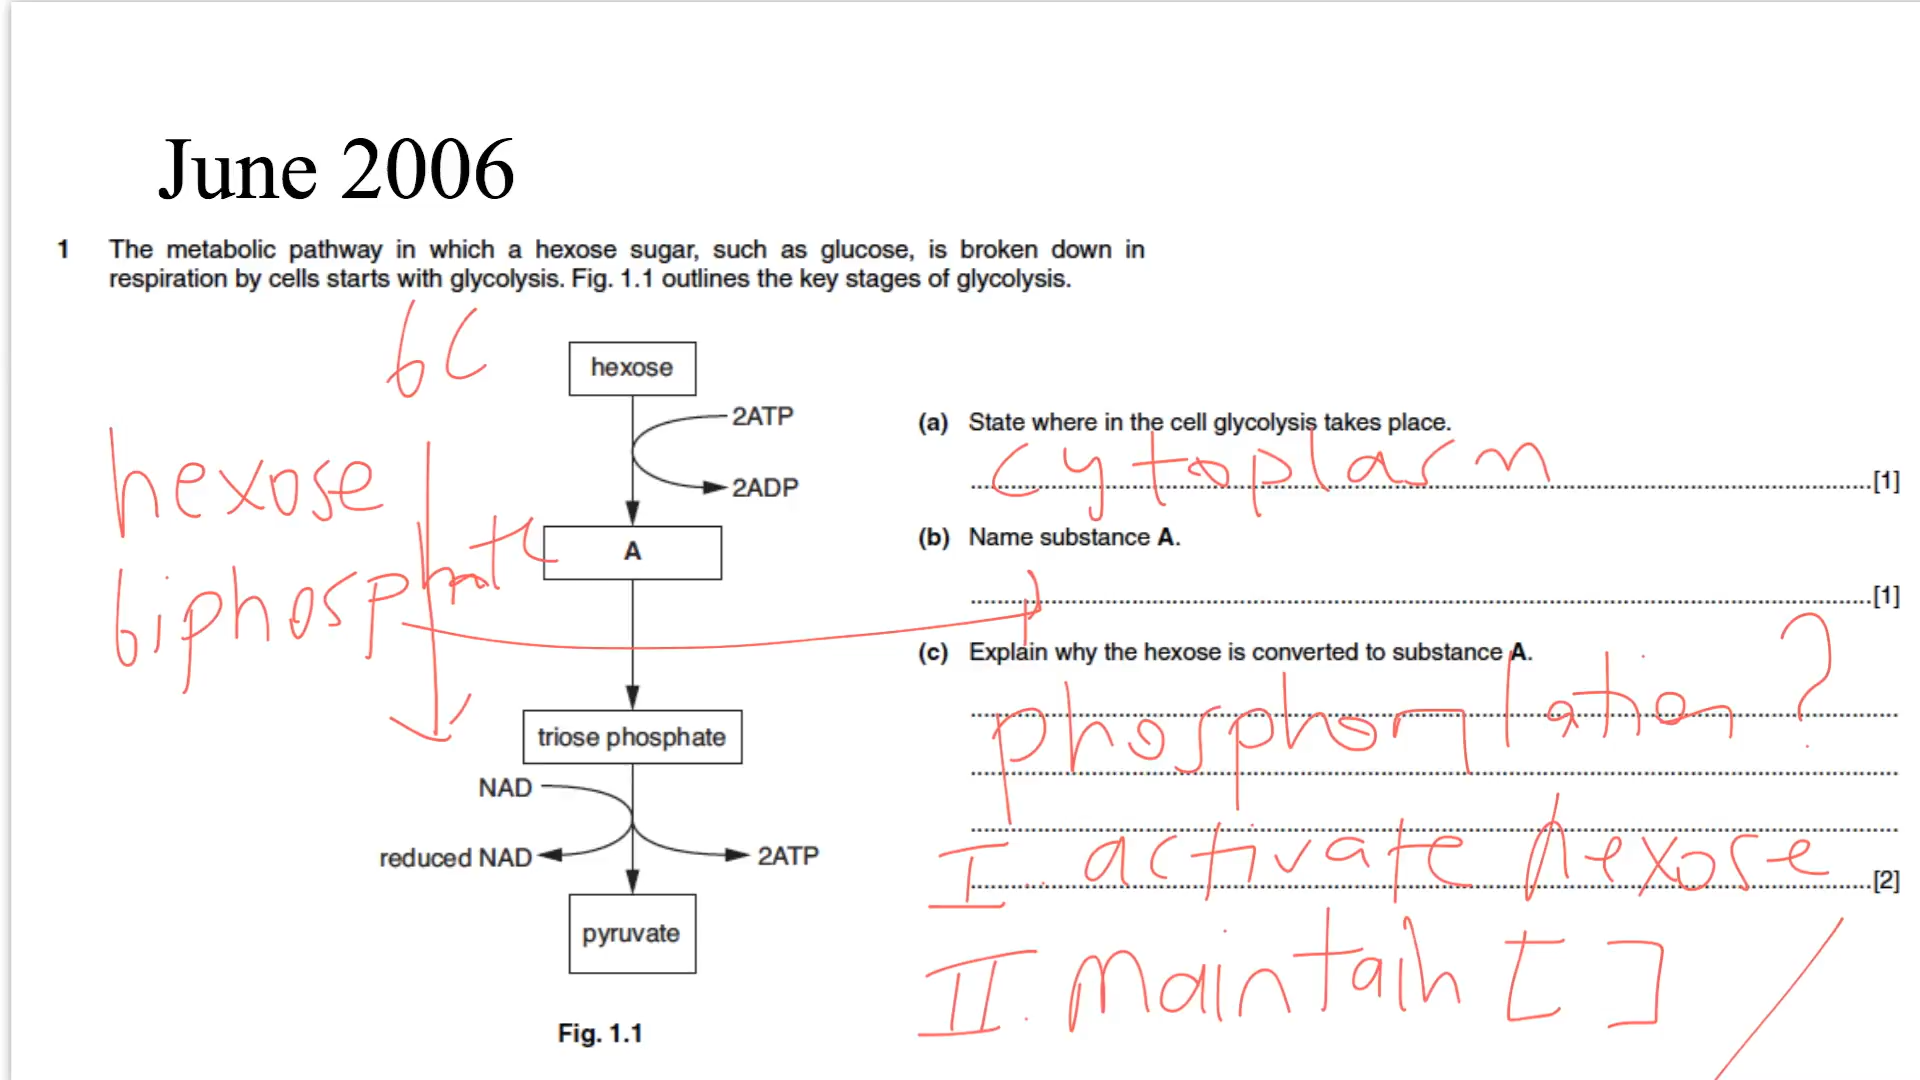 June 2006
1 The metabolic pathway in which a hexose sugar, such as glucose, is broken down in
respiration by cells starts with glycolysis. Fig. 1.1 outlines the key stages of glycolysis.
6C
hexose
2ATP
2ADP
hexose
biphosphate
A
triose phosphate
NAD
reduced NAD
2ATP
pyruvate
Fig. 1.1
(a) State where in the cell glycolysis takes place.
cytoplasm
[1]
(b) Name substance A.
[1]
(c) Explain why the hexose is converted to substance A.
phosphorylation ?
I. activate hexose
[2]
II. Maintain [ ]